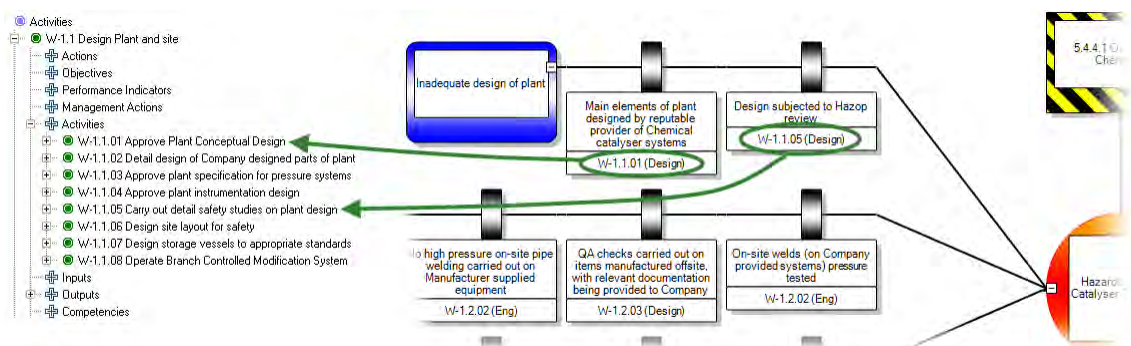 Activities
W-1.1 Design Plant and site
Actions
Objectives
Performance Indicators
Management Actions
Activities
W-1.1.01 Approve Plant Conceptual Design
W-1.1.02 Detail design of Company designed parts of plant
W-1.1.03 Approve plant specification for pressure systems
W-1.1.04 Approve plant instrumentation design
W-1.1.05 Carry out detail safety studies on plant design
W-1.1.06 Design site layout for safety
W-1.1.07 Design storage vessels to appropriate standards
W-1.1.08 Operate Branch Controlled Modification System
Inputs
Outputs
Competencies
Inadequate design of plant
Main elements of plant
designed by reputable
provider of Chemical
catalyser systems
W-1.1.01 (Design)
Design subjected to Hazop
review
W-1.1.05 (Design)
5.4.4.1
high pressure on-site pipe
welding carried out on
Manufacturer supplied
equipment
W-1.2.02 (Eng)
QA checks carried out on
items manufactured offsite,
with relevant documentation
being provided to Company
W-1.2.03 (Design)
On-site welds (on Company
provided systems) pressure
tested
W-1.2.02 (Eng)
Catalyser